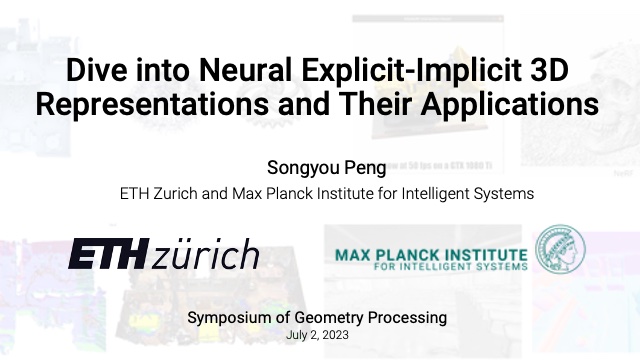 Dive into Neural Explicit-Implicit 3D
Representations and Their Applications
Songyou Peng
ETH Zurich and Max Planck Institute for Intelligent Systems
ETH zürich
MAX PLANCK INSTITUTE
FOR INTELLIGENT SYSTEMS
Symposium of Geometry Processing
July 2, 2023